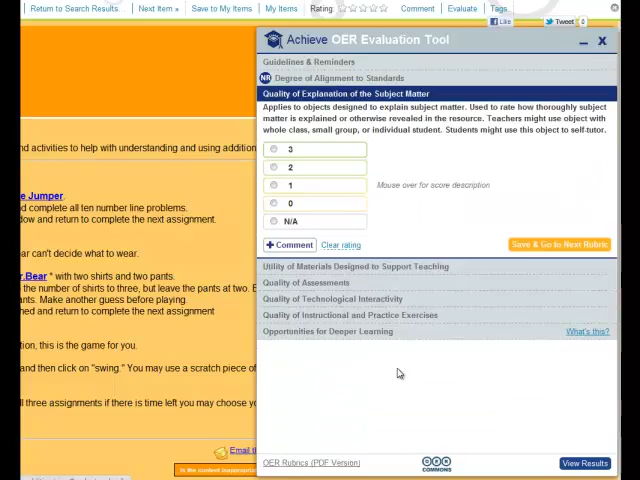 Return to Search Results
Next Item »
Save to My Items
My Items
Rating:
Comment
Evaluate
Tags
Like
Tweet
0
Achieve OER Evaluation Tool
Guidelines & Reminders
NR Degree of Alignment to Standards
Quality of Explanation of the Subject Matter
Applies to objects designed to explain subject matter. Used to rate how thoroughly subject
matter is explained or otherwise revealed in the resource. Teachers might use object with
whole class, small group, or individual student. Students might use this object to self-tutor.
3
2
1
0
N/A
Mouse over for score description
+ Comment
Clear rating
Save & Go to Next Rubric
Utility of Materials Designed to Support Teaching
Quality of Assessments
Quality of Technological Interactivity
Quality of Instructional and Practice Exercises
Opportunities for Deeper Learning
What's this?
OER Rubrics (PDF Version)
OER
COMMONS
View Results
nd activities to help with understanding and using addition
e Jumper.
d complete all ten number line problems.
dow and return to complete the next assignment.
ar can't decide what to wear.
r.Bear * with two shirts and two pants.
the number of shirts to three, but leave the pants at two.
ants. Make another guess before playing.
ned and return to complete the next assignment
tion, this is the game for you.
and then click on "swing." You may use a scratch piece of
ll three assignments if there is time left you may choose yo
Email th
Is the content inappropria